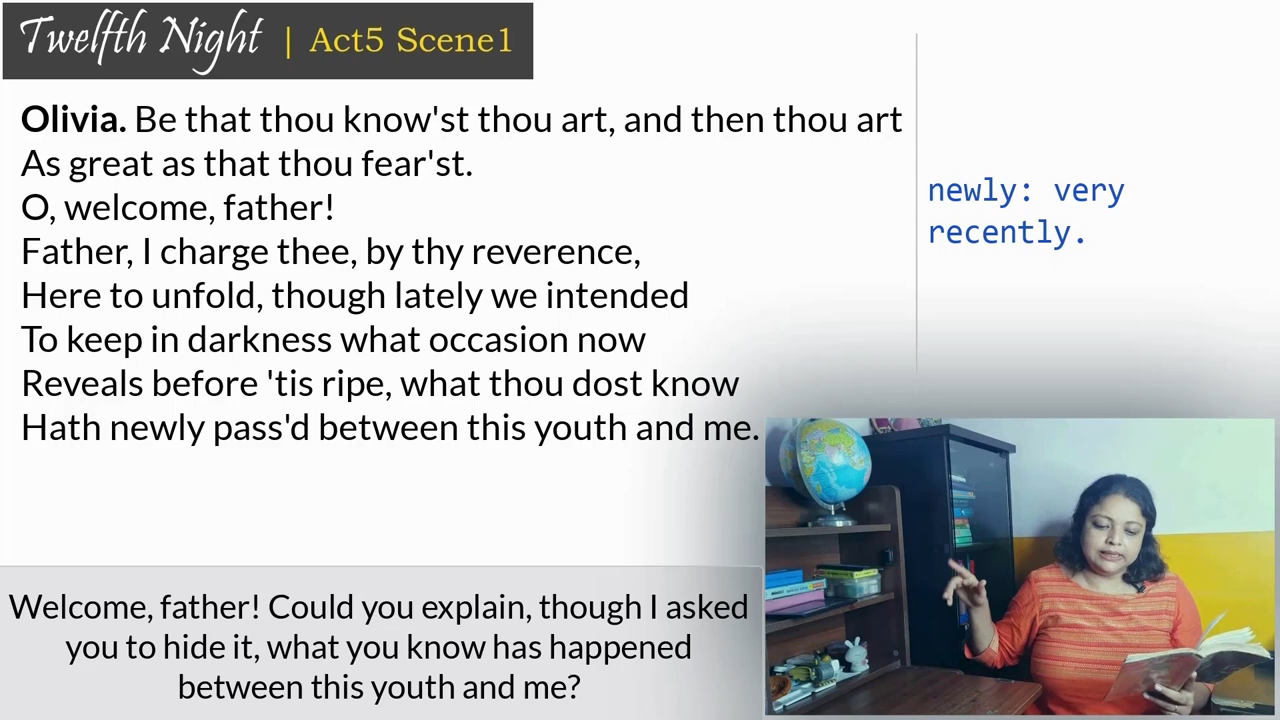 Twelfth Night | Act5 Scene1
Olivia. Be that thou know'st thou art, and then thou art
As great as that thou fear'st.
O, welcome, father!
Father, I charge thee, by thy reverence,
Here to unfold, though lately we intended
To keep in darkness what occasion now
Reveals before 'tis ripe, what thou dost know
Hath newly pass'd between this youth and me.
newly: very
recently.
Welcome, father! Could you explain, though I asked
you to hide it, what you know has happened
between this youth and me?